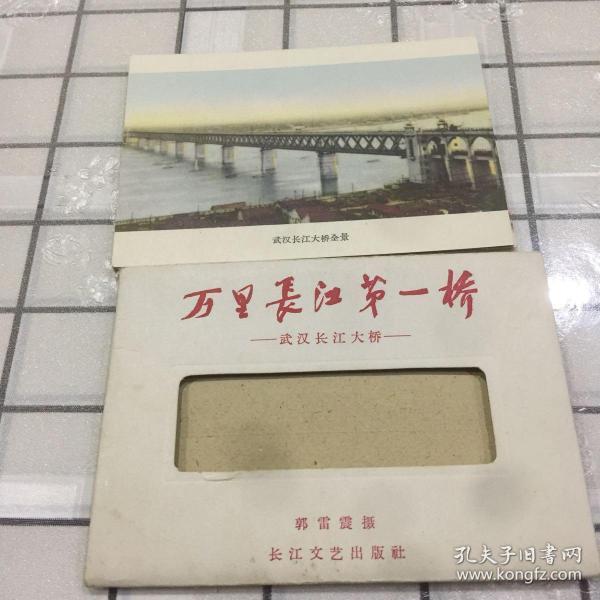 武汉长江大桥全景
万里長江第一桥
——武汉长江大桥——
郭雷震摄
长江文艺出版社
孔夫子旧書网
www.kongfz.com